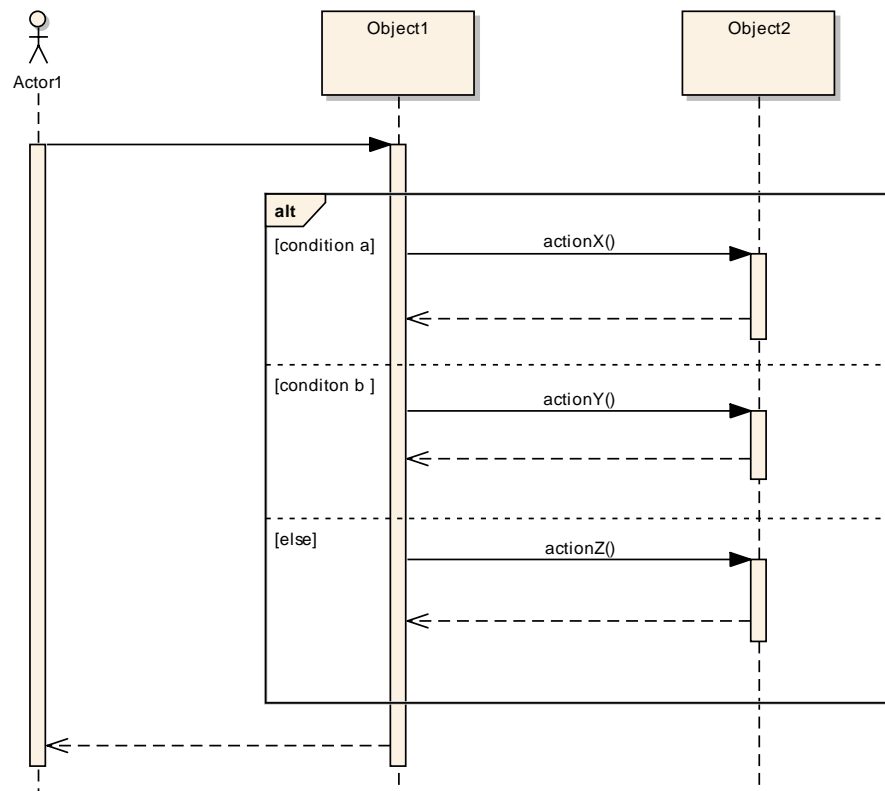 Object1
Object2
Actor1
alt
[condition a]
actionX()
[conditon b ]
actionY()
[else]
actionZ()